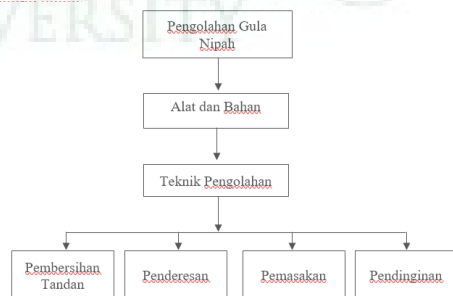 Pengolahan Gula
Nipah
Alat dan Bahan
Teknik Pengolahan
Pembersihan
Tandan
Penderesan
Pemasakan
Pendinginan